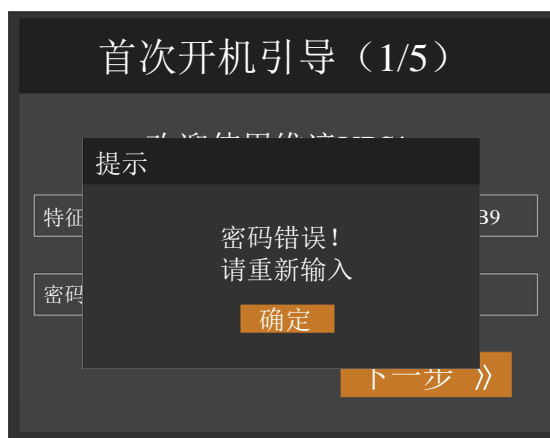 首次开机引导（1/5）
提示
特征
39
密码错误！
请重新输入
密码
确定
下一步 》